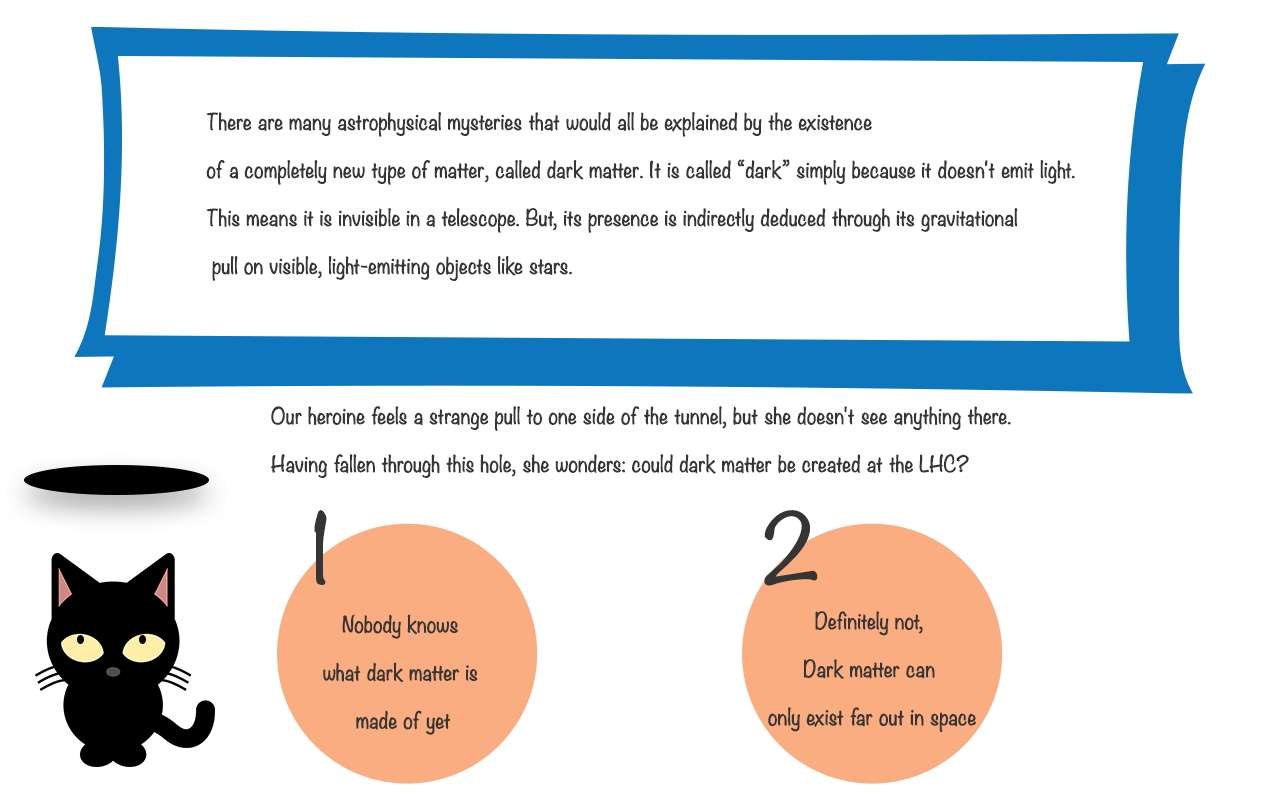 There are many astrophysical mysteries that would all be explained by the existence
of a completely new type of matter, called dark matter. It is called “dark” simply because it doesn't emit light.
This means it is invisible in a telescope. But, its presence is indirectly deduced through its gravitational
pull on visible, light-emitting objects like stars.
Our heroine feels a strange pull to one side of the tunnel, but she doesn't see anything there.
Having fallen through this hole, she wonders: could dark matter be created at the LHC?
1
Nobody knows
what dark matter is
made of yet
2
Definitely not,
Dark matter can
only exist far out in space